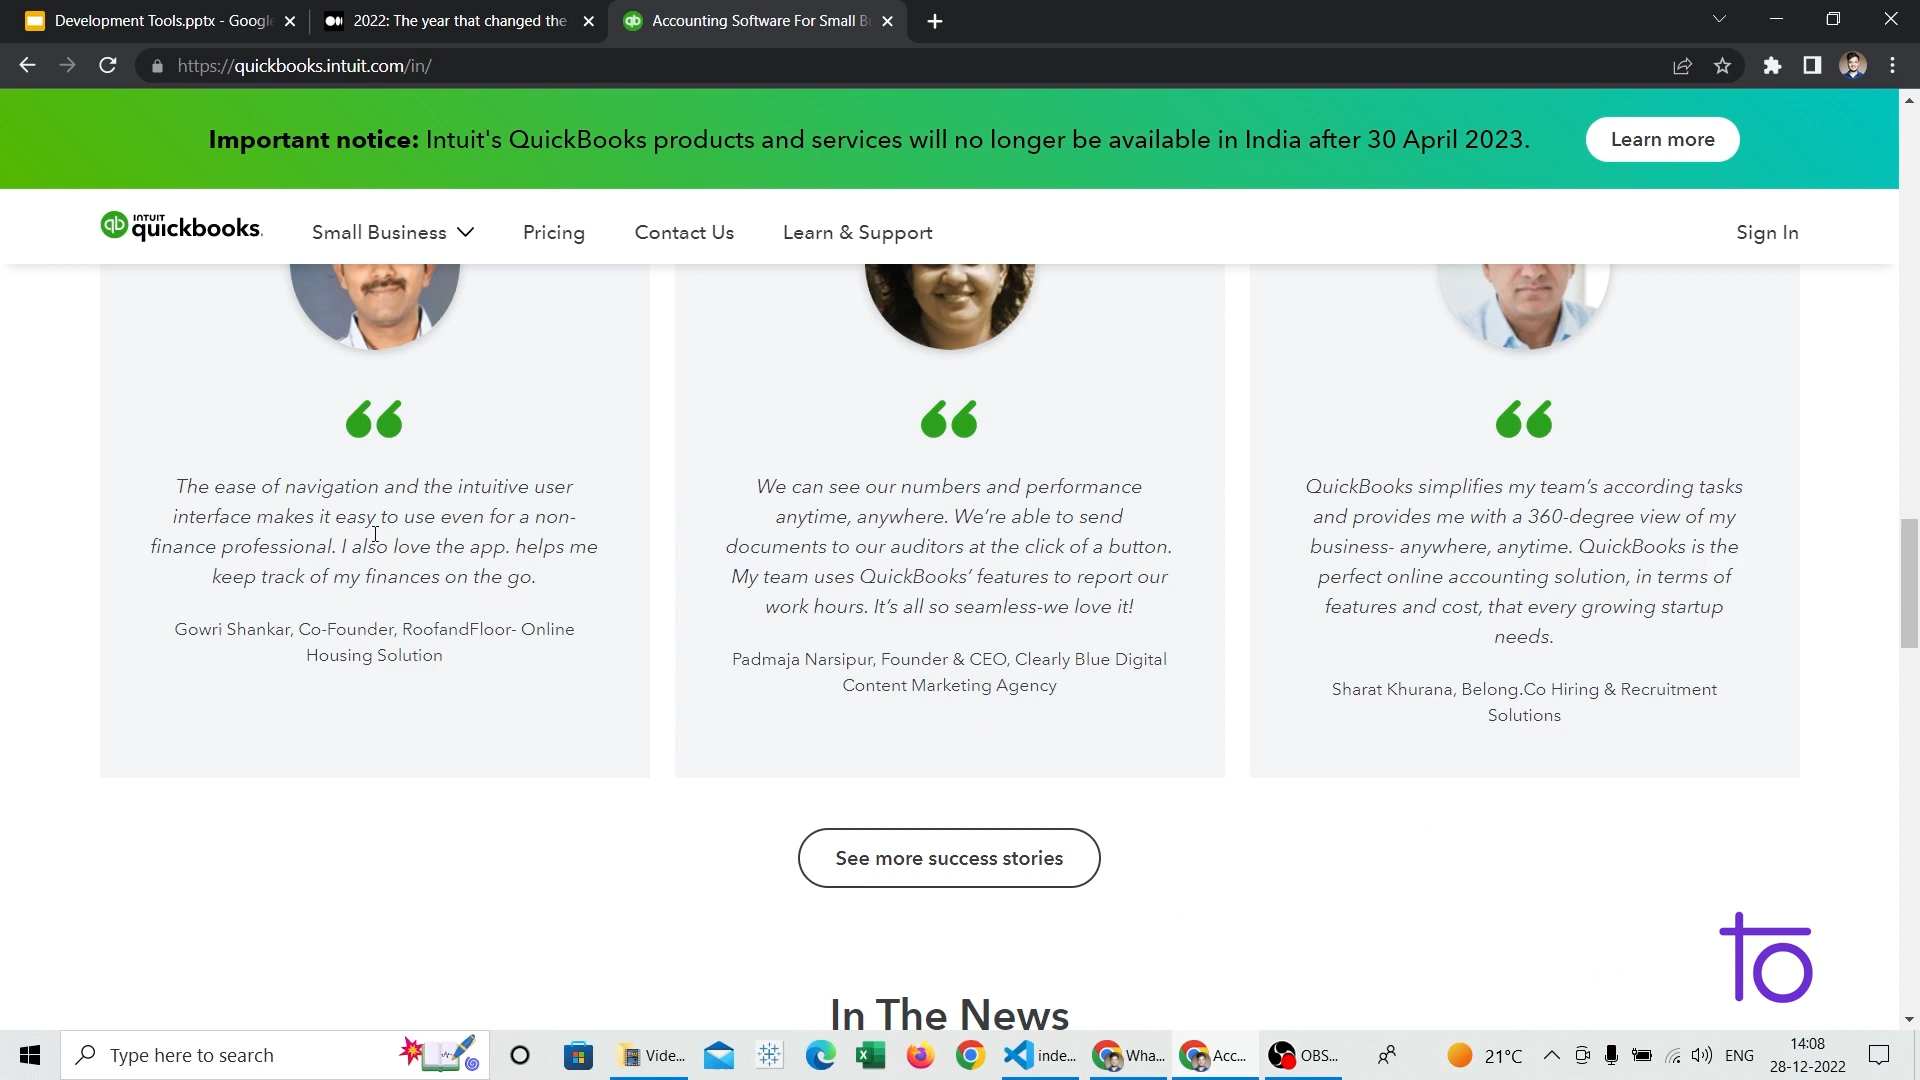 Development Tools.pptx - Google
2022: The year that changed the
Accounting Software For Small B
https://quickbooks.intuit.com/in/
Important notice: Intuit's QuickBooks products and services will no longer be available in India after 30 April 2023.
Learn more
INTUIT
quickbooks.
Small Business
Pricing
Contact Us
Learn & Support
Sign In
The ease of navigation and the intuitive user
interface makes it easy to use even for a non-
finance professional. I also love the app. helps me
keep track of my finances on the go.
Gowri Shankar, Co-Founder, RoofandFloor- Online
Housing Solution
We can see our numbers and performance
anytime, anywhere. We're able to send
documents to our auditors at the click of a button.
My team uses QuickBooks' features to report our
work hours. It's all so seamless-we love it!
Padmaja Narsipur, Founder & CEO, Clearly Blue Digital
Content Marketing Agency
QuickBooks simplifies my team's according tasks
and provides me with a 360-degree view of my
business- anywhere, anytime. QuickBooks is the
perfect online accounting solution, in terms of
features and cost, that every growing startup
needs.
Sharat Khurana, Belong.Co Hiring & Recruitment
Solutions
See more success stories
to
In The News
Type here to search
Vide...
inde...
Wha...
Acc...
OBS...
21°C
ENG
14:08
28-12-2022